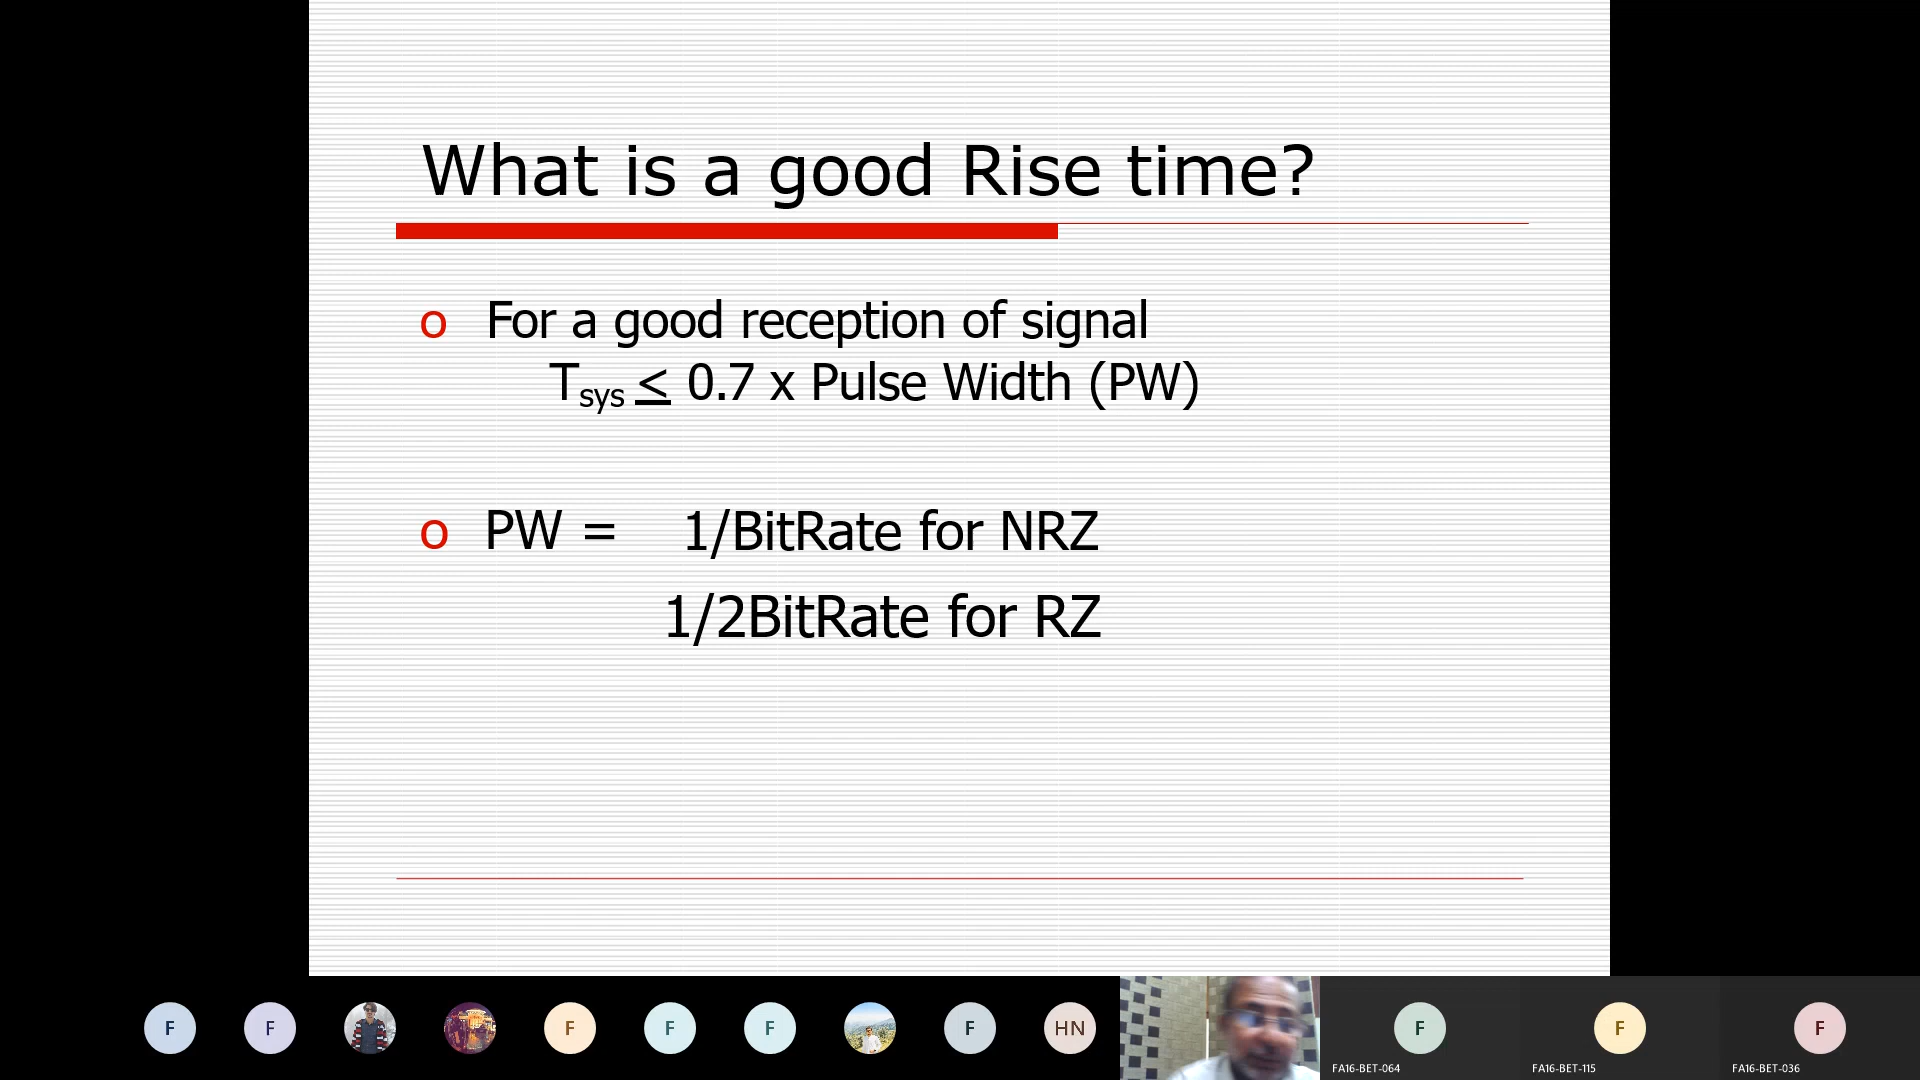 What is a good Rise time?
o For a good reception of signal
Tsys < 0.7 x Pulse Width (PW)
o PW = 1/BitRate for NRZ
1/2BitRate for RZ
F F F F F F HN F F F
FA16-BET-064 FA16-BET-115 FA16-BET-036